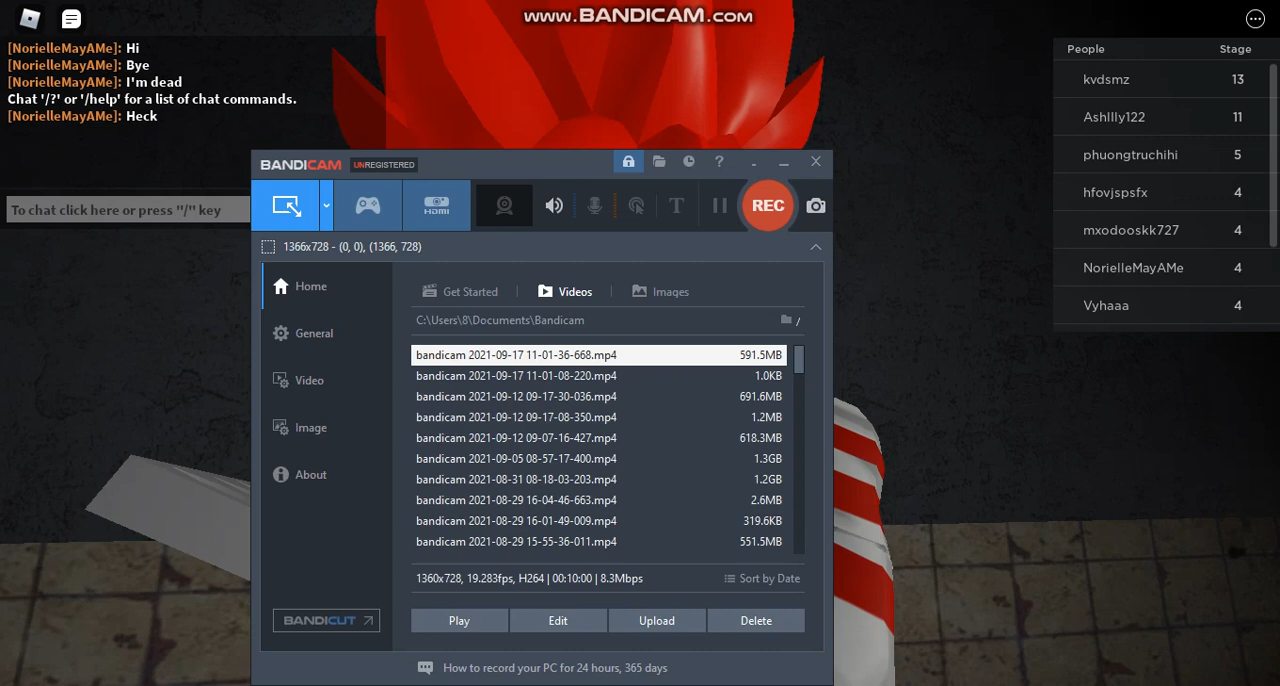 www.BANDICAM.com
[NorielleMayAMe]: Hi
[NorielleMayAMe]: Bye
[NorielleMayAMe]: I'm dead
Chat '/?' or '/help' for a list of chat commands.
[NorielleMayAMe]: Heck
To chat click here or press "/" key
People Stage
kvdsmz 13
Ashllly122 11
phuongtruchihi 5
hfovjspsfx 4
mxodooskk727 4
NorielleMayAMe 4
Vyhaaa 4
BANDICAM UNREGISTERED
HDMI
T
REC
1366x728 - (0, 0), (1366, 728)
Home
General
Video
Image
About
BANDICUT
Get Started Videos Images
C:\Users\8\Documents\Bandicam /
bandicam 2021-09-17 11-01-36-668.mp4 591.5MB
bandicam 2021-09-17 11-01-08-220.mp4 1.0KB
bandicam 2021-09-12 09-17-30-036.mp4 691.6MB
bandicam 2021-09-12 09-17-08-350.mp4 1.2MB
bandicam 2021-09-12 09-07-16-427.mp4 618.3MB
bandicam 2021-09-05 08-57-17-400.mp4 1.3GB
bandicam 2021-08-31 08-18-03-203.mp4 1.2GB
bandicam 2021-08-29 16-04-46-663.mp4 2.6MB
bandicam 2021-08-29 16-01-49-009.mp4 319.6KB
bandicam 2021-08-29 15-55-36-011.mp4 551.5MB
1360x728, 19.283fps, H264 | 00:10:00 | 8.3Mbps Sort by Date
Play Edit Upload Delete
How to record your PC for 24 hours, 365 days